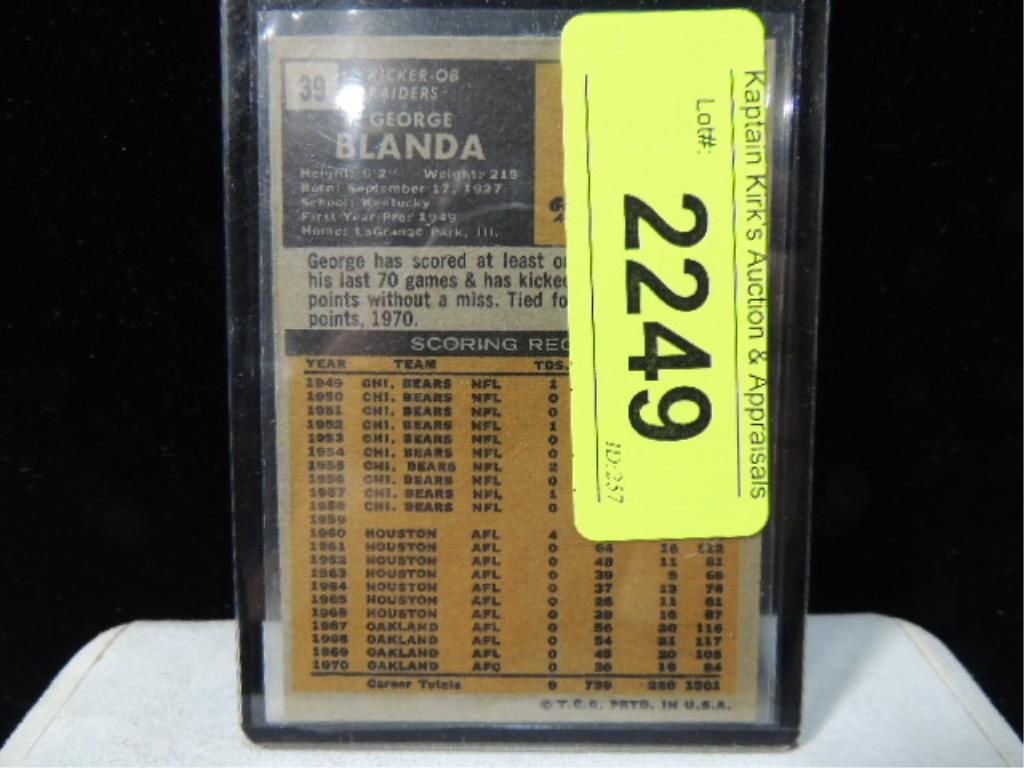 39
KICKER-QB
RAIDERS
GEORGE
BLANDA
Height: 6'2" Weight: 215
Born: September 17, 1927
School: Kentucky
First Year Pro: 1949
Home: LaGrange Park, Ill.
George has scored at least
his last 70 games & has
points without a miss. Tied
points, 1970.
SCORING
YEAR TEAM TDS.
1949 CHI. BEARS NFL 1
1950 CHI. BEARS NFL 0
1951 CHI. BEARS NFL 0
1952 CHI. BEARS NFL 1
1953 CHI. BEARS NFL 0
1954 CHI. BEARS NFL 0
1955 CHI. BEARS NFL 2
1956 CHI. BEARS NFL 0
1957 CHI. BEARS NFL 1
1958 CHI. BEARS NFL 0
1959
1960 HOUSTON AFL 4
1961 HOUSTON AFL 0 64 16 112
1962 HOUSTON AFL 0 48 11 81
1963 HOUSTON AFL 0 39 9 66
1964 HOUSTON AFL 0 37 13 76
1965 HOUSTON AFL 0 28 11 61
1966 HOUSTON AFL 0 39 16 87
1967 OAKLAND AFL 0 56 20 116
1968 OAKLAND AFL 0 54 21 117
1969 OAKLAND AFL 0 45 20 105
1970 OAKLAND AFC 0 36 16 84
Career Totals 9 739 1301
© T.C.G. PRTD. IN U.S.A.
Kaptain Kirk's Auction & Appraisals
Lot#:
2249
ID:257